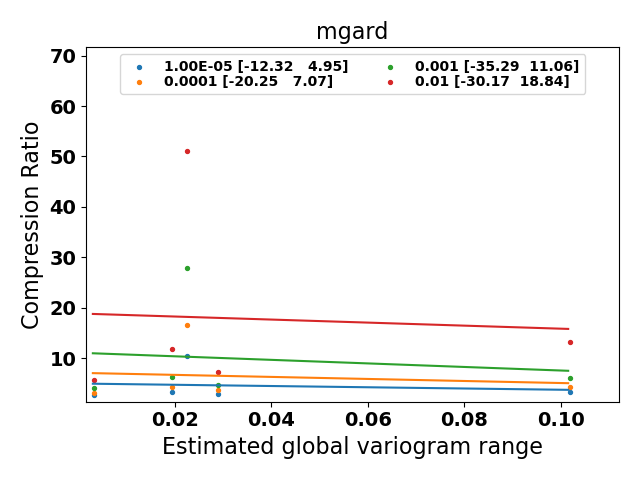 mgard
1.00E-05 [-12.32 4.95]
0.0001 [-20.25 7.07]
0.001 [-35.29 11.06]
0.01 [-30.17 18.84]
Compression Ratio
70
60
50
40
30
20
10
0.02 0.04 0.06 0.08 0.10
Estimated global variogram range